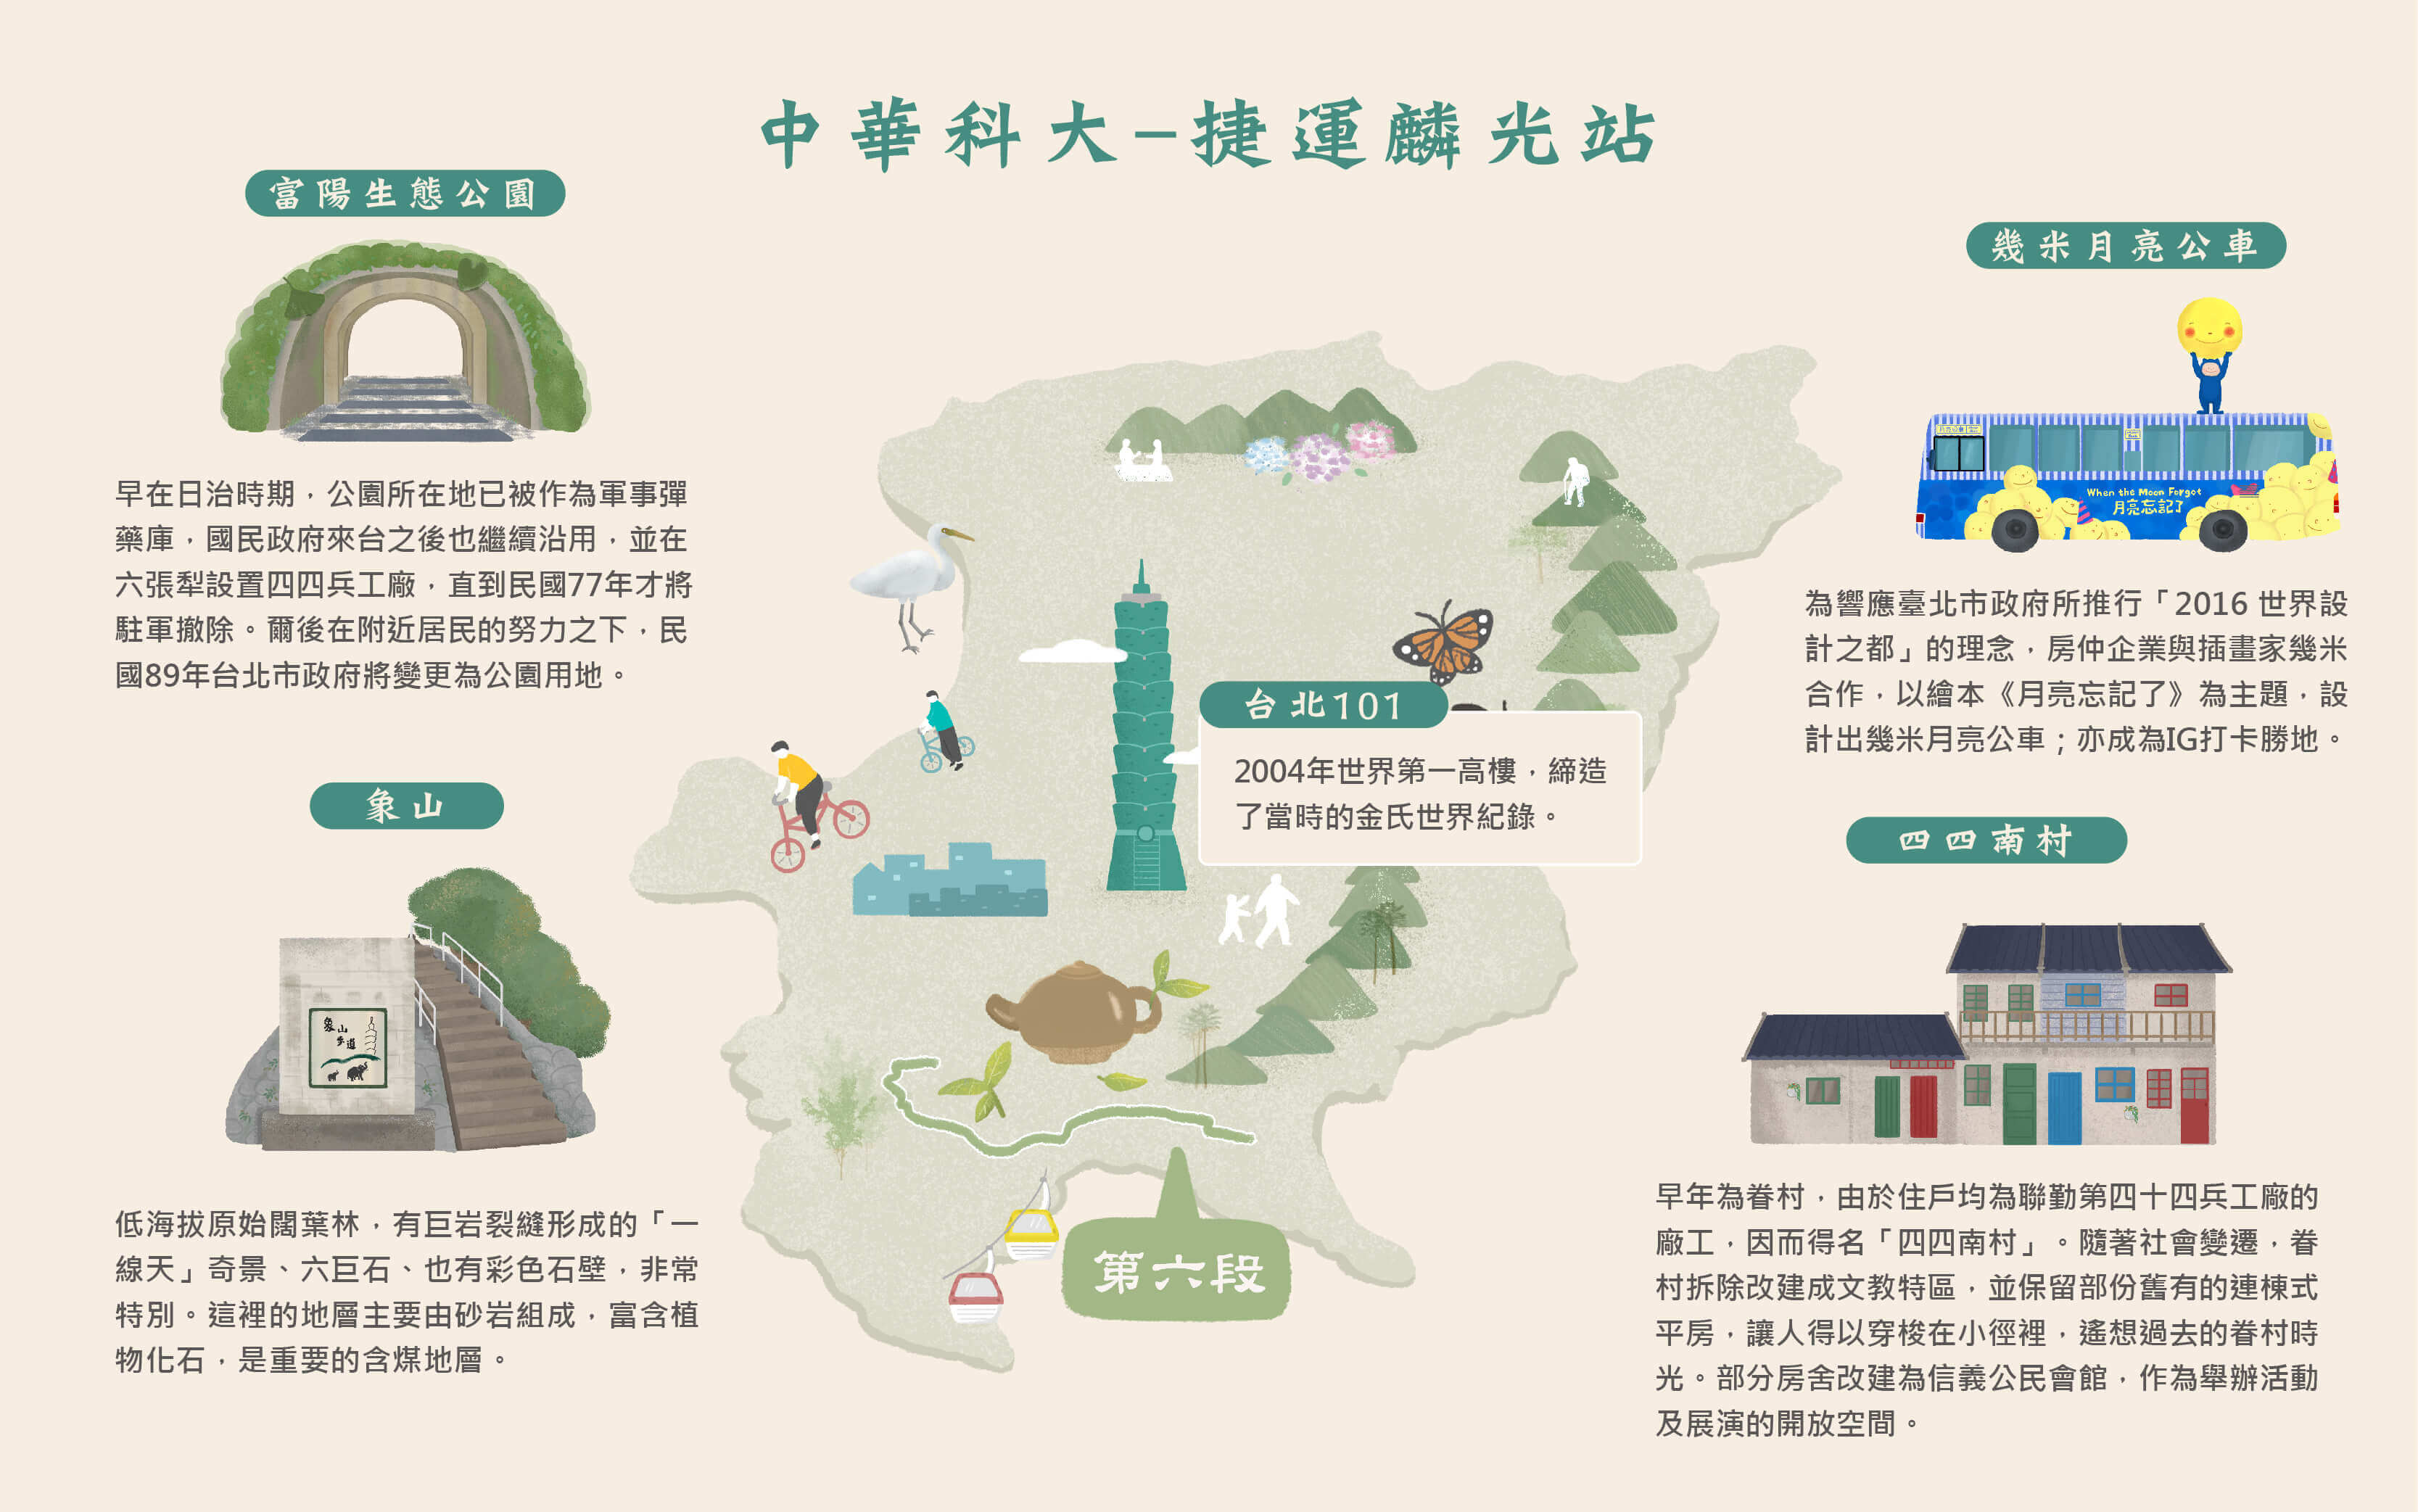 中華科大-捷運麟光站
富陽生態公園
早在日治時期，公園所在地已被作為軍事彈
藥庫，國民政府來台之後也繼續沿用，並在
六張犁設置四四兵工廠，直到民國77年才將
駐軍撤除。爾後在附近居民的努力之下，民
國89年台北市政府將變更為公園用地。
象山
象山
步道
低海拔原始闊葉林，有巨岩裂縫形成的「一
線天」奇景、六巨石、也有彩色石壁，非常
特別。這裡的地層主要由砂岩組成，富含植
物化石，是重要的含煤地層。
台北101
2004年世界第一高樓，締造
了當時的金氏世界紀錄。
第六段
幾米月亮公車
When the Moon Forgot
月亮忘記了
為響應臺北市政府所推行「2016 世界設
計之都」的理念，房仲企業與插畫家幾米
合作，以繪本《月亮忘記了》為主題，設
計出幾米月亮公車；亦成為IG打卡勝地。
四四南村
早年為眷村，由於住戶均為聯勤第四十四兵工廠的
廠工，因而得名「四四南村」。隨著社會變遷，眷
村拆除改建成文教特區，並保留部份舊有的連棟式
平房，讓人得以穿梭在小徑裡，遙想過去的眷村時
光。部分房舍改建為信義公民會館，作為舉辦活動
及展演的開放空間。